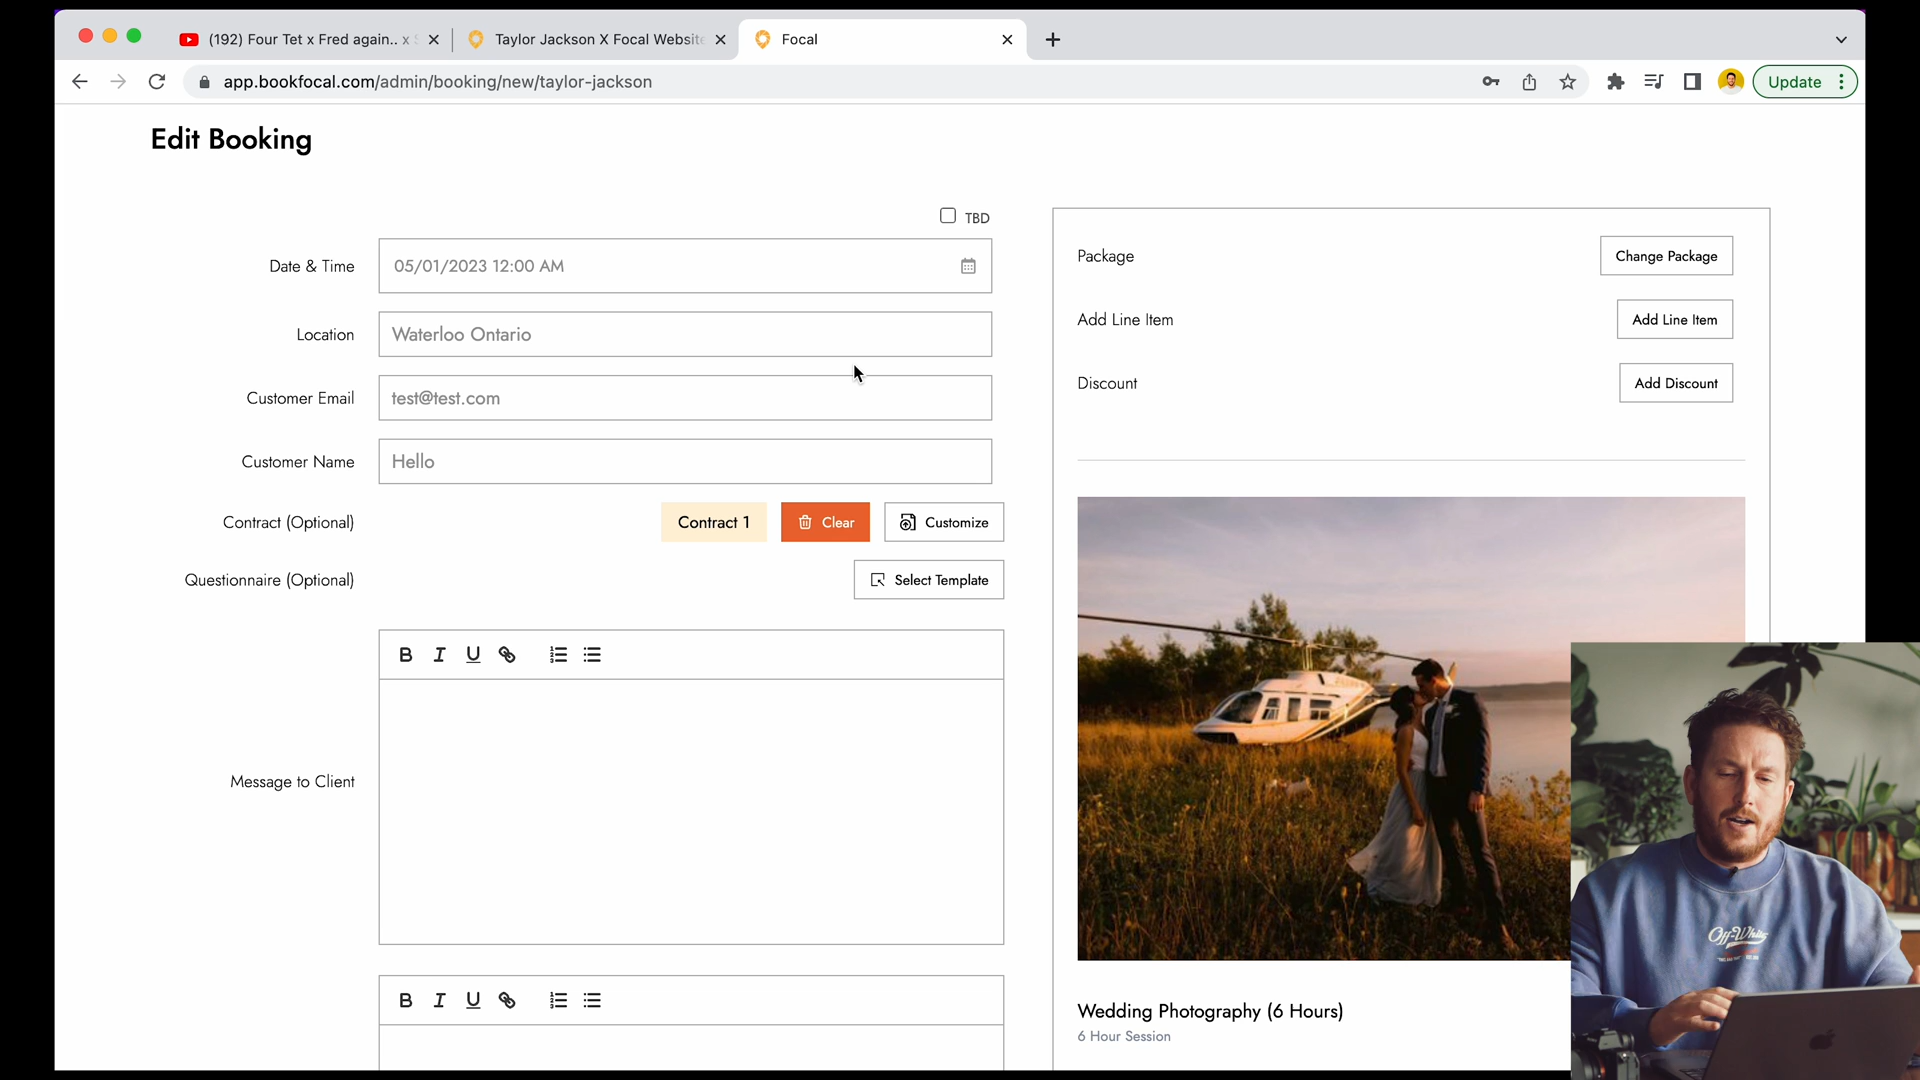 (192) Four Tet x Fred again.. x S
Taylor Jackson X Focal Website
Focal
app.bookfocal.com/admin/booking/new/taylor-jackson
Update
Edit Booking
TBD
Date & Time
05/01/2023 12:00 AM
Location
Waterloo Ontario
Customer Email
test@test.com
Customer Name
Hello
Contract (Optional)
Contract 1
Clear
Customize
Questionnaire (Optional)
Select Template
B I U
Message to Client
B I U
Package
Change Package
Add Line Item
Add Line Item
Discount
Add Discount
Wedding Photography (6 Hours)
6 Hour Session
Off-White